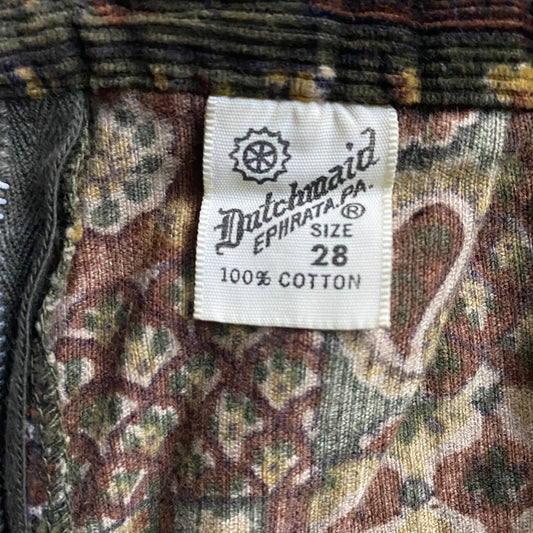 Dutchmaid
EPHRATA, PA. ®
SIZE
28
100% COTTON